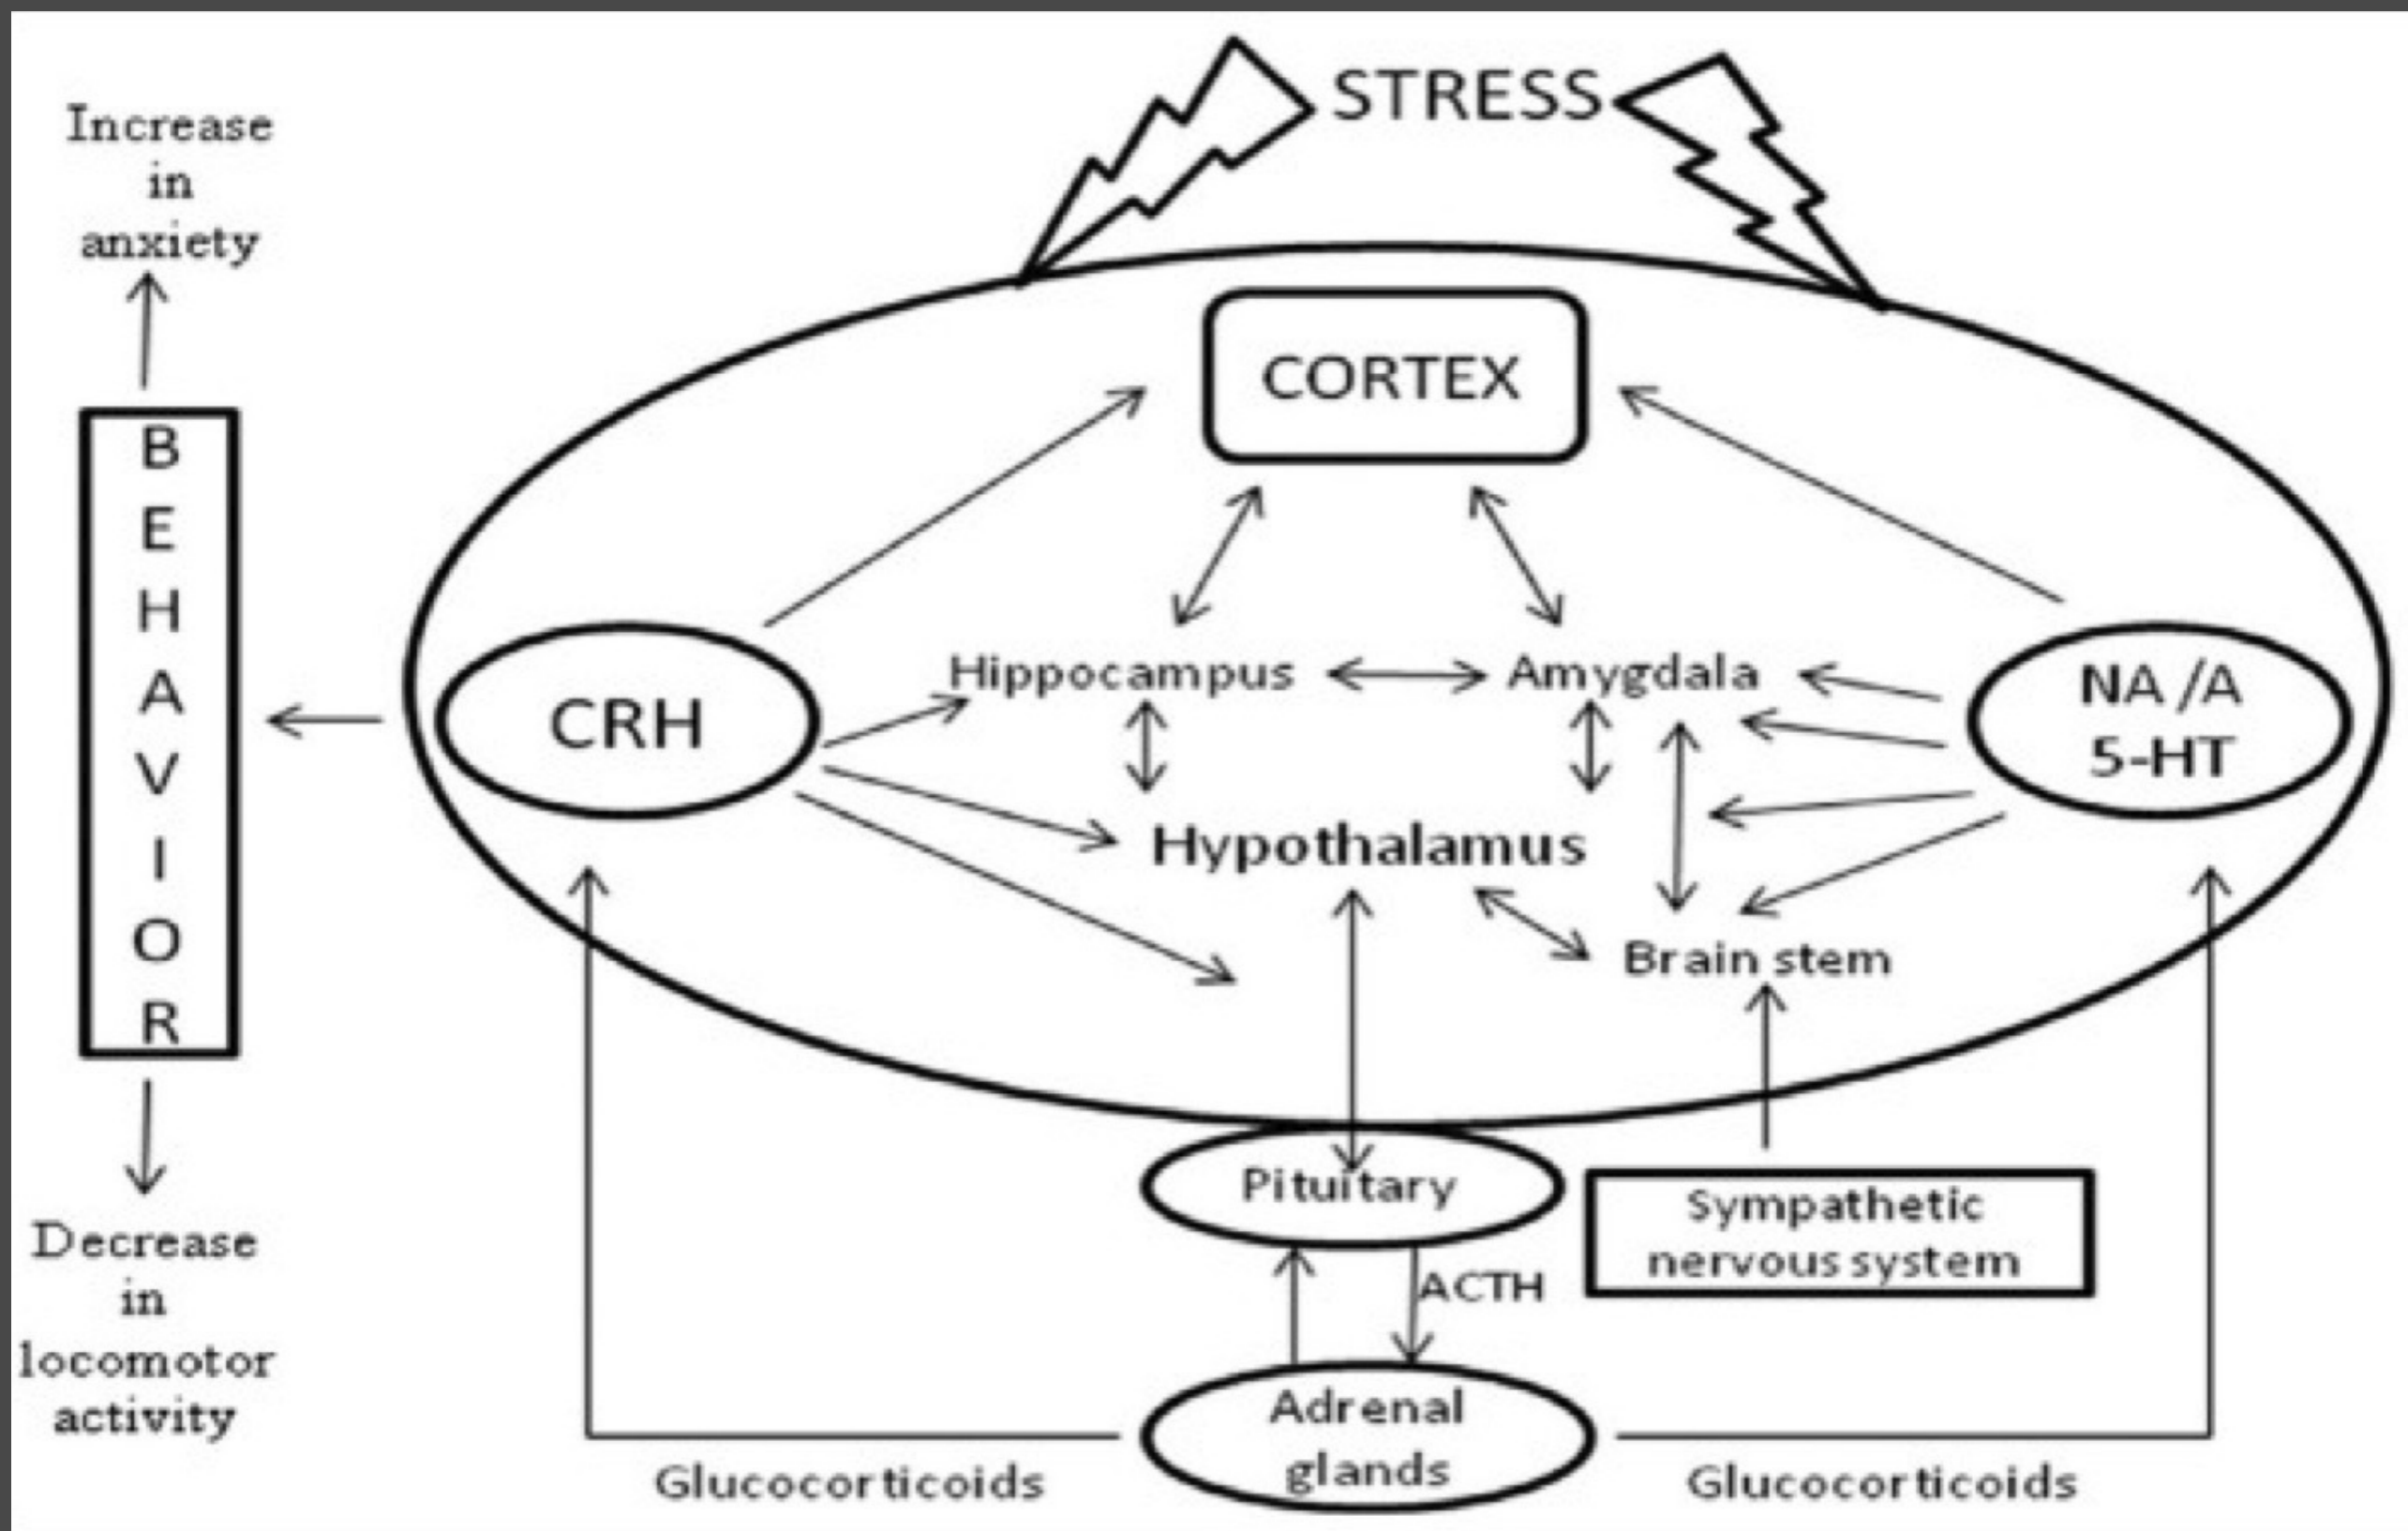 STRESS
Increase
in
anxiety
CORTEX
B
E
H
A
V
I
O
R
Hippocampus
Amygdala
CRH
NA /A
5-HT
Hypothalamus
Brain stem
Pituitary
Sympathetic
nervous system
ACTH
Decrease
in
locomotor
activity
Adrenal
glands
Glucocorticoids
Glucocorticoids